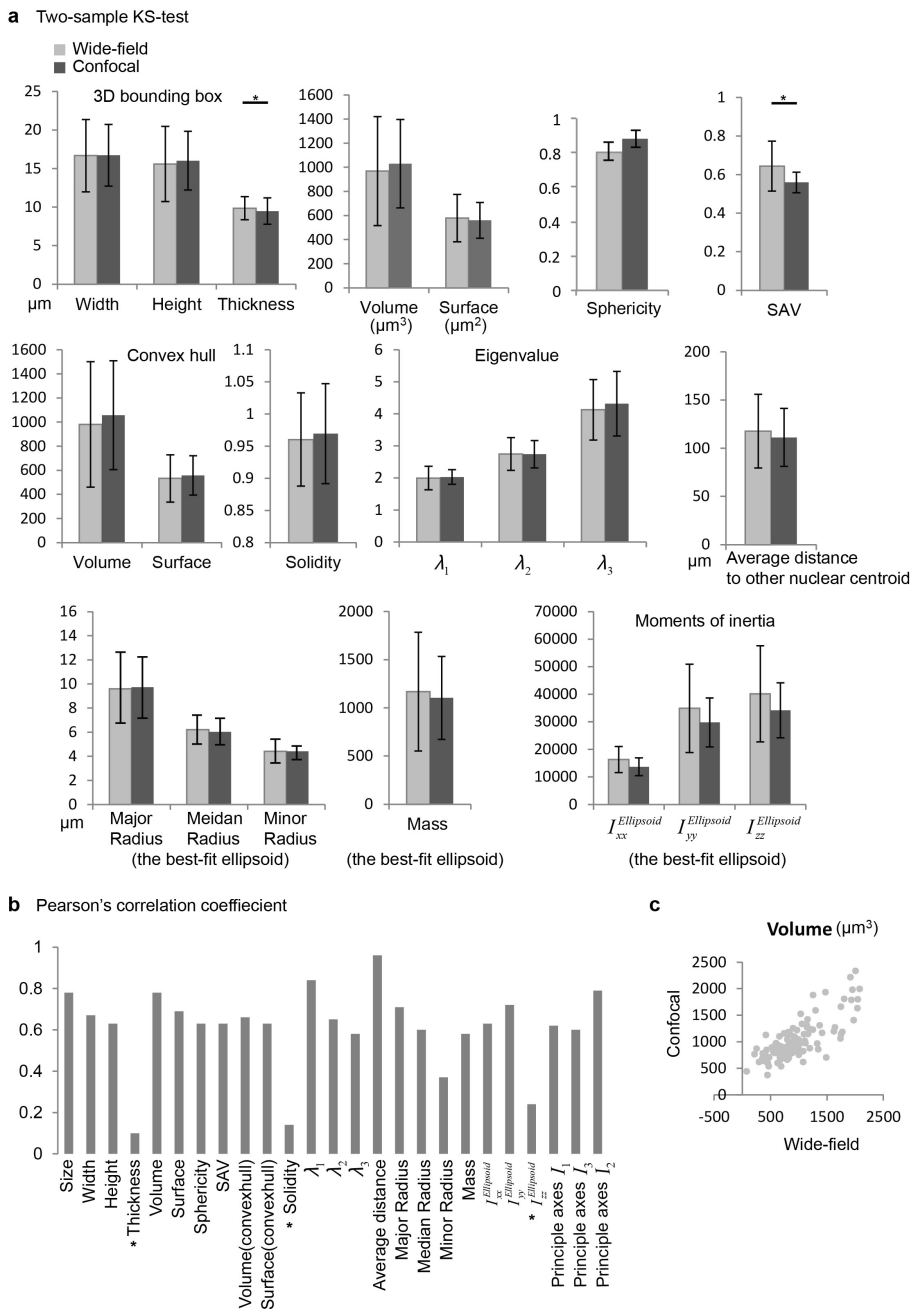 a Two-sample KS-test
Wide-field
Confocal
3D bounding box
*
25
20
15
10
5
0
μm
Width Height Thickness
1600
1400
1200
1000
800
600
400
200
0
Volume Surface
(μm³) (μm²)
1
0.8
0.6
0.4
0.2
0
Sphericity
*
1
0.8
0.6
0.4
0.2
0
SAV
Convex hull
1600
1400
1200
1000
800
600
400
200
0
Volume Surface
1.1
1.05
1
0.95
0.9
0.85
0.8
Solidity
Eigenvalue
6
5
4
3
2
1
0
λ₁ λ₂ λ₃
200
150
100
50
0
μm
Average distance
to other nuclear centroid
16
14
12
10
8
6
4
2
0
μm
Major Meidan Minor
Radius Radius Radius
(the best-fit ellipsoid)
2000
1500
1000
500
0
Mass
(the best-fit ellipsoid)
Moments of inertia
70000
60000
50000
40000
30000
20000
10000
0
I xx Ellipsoid I yy Ellipsoid I zz Ellipsoid
(the best-fit ellipsoid)
b Pearson's correlation coeffiecient
1
0.8
0.6
0.4
0.2
0
Size
Width
Height
* Thickness
Volume
Surface
Sphericity
SAV
Volume(convexhull)
Surface(convexhull)
* Solidity
λ₁
λ₂
λ₃
Average distance
Major Radius
Median Radius
Minor Radius
Mass
I xx Ellipsoid
I yy Ellipsoid
* I zz Ellipsoid
Principle axes I₁
Principle axes I₃
Principle axes I₂
c
Volume (μm³)
Confocal
2500
2000
1500
1000
500
0
-500 500 1500 2500
Wide-field